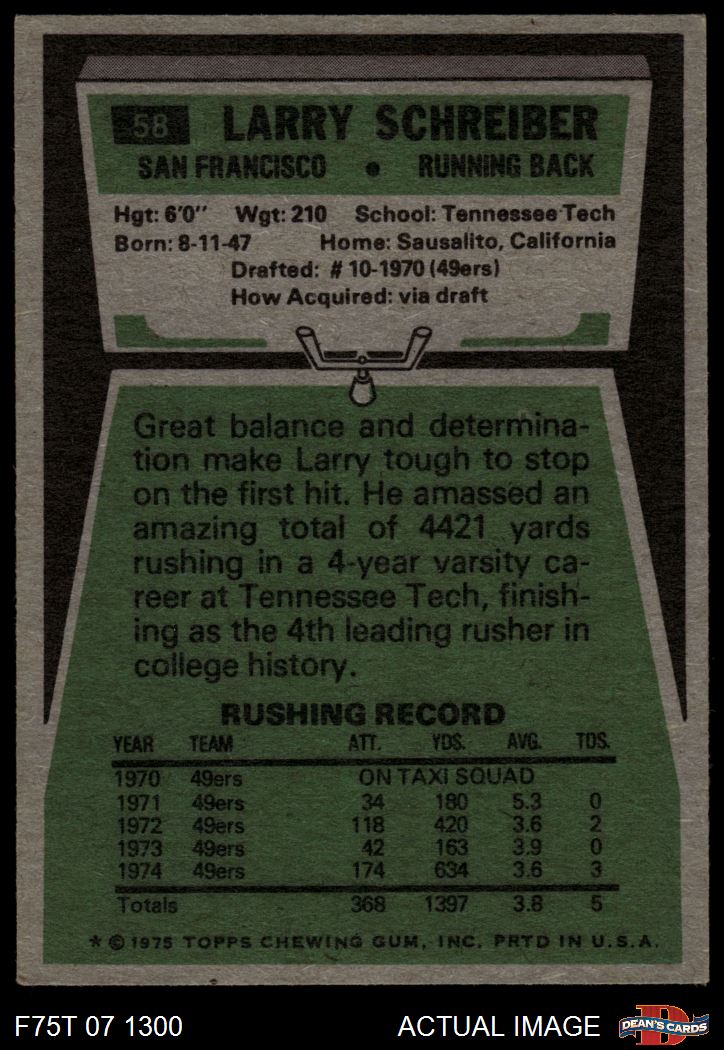 58 LARRY SCHREIBER
SAN FRANCISCO • RUNNING BACK
Hgt: 6'0" Wgt: 210 School: Tennessee Tech
Born: 8-11-47 Home: Sausalito, California
Drafted: # 10-1970 (49ers)
How Acquired: via draft
Great balance and determina-
tion make Larry tough to stop
on the first hit. He amassed an
amazing total of 4421 yards
rushing in a 4-year varsity ca-
reer at Tennessee Tech, finish-
ing as the 4th leading rusher in
college history.
RUSHING RECORD
YEAR TEAM ATT. YDS. AVG. TDS.
1970 49ers ON TAXI SQUAD
1971 49ers 34 180 5.3 0
1972 49ers 118 420 3.6 2
1973 49ers 42 163 3.9 0
1974 49ers 174 634 3.6 3
Totals 368 1397 3.8 5
* © 1975 TOPPS CHEWING GUM, INC. PRTD IN U.S.A.
F75T 07 1300 ACTUAL IMAGE D DEAN'S CARDS